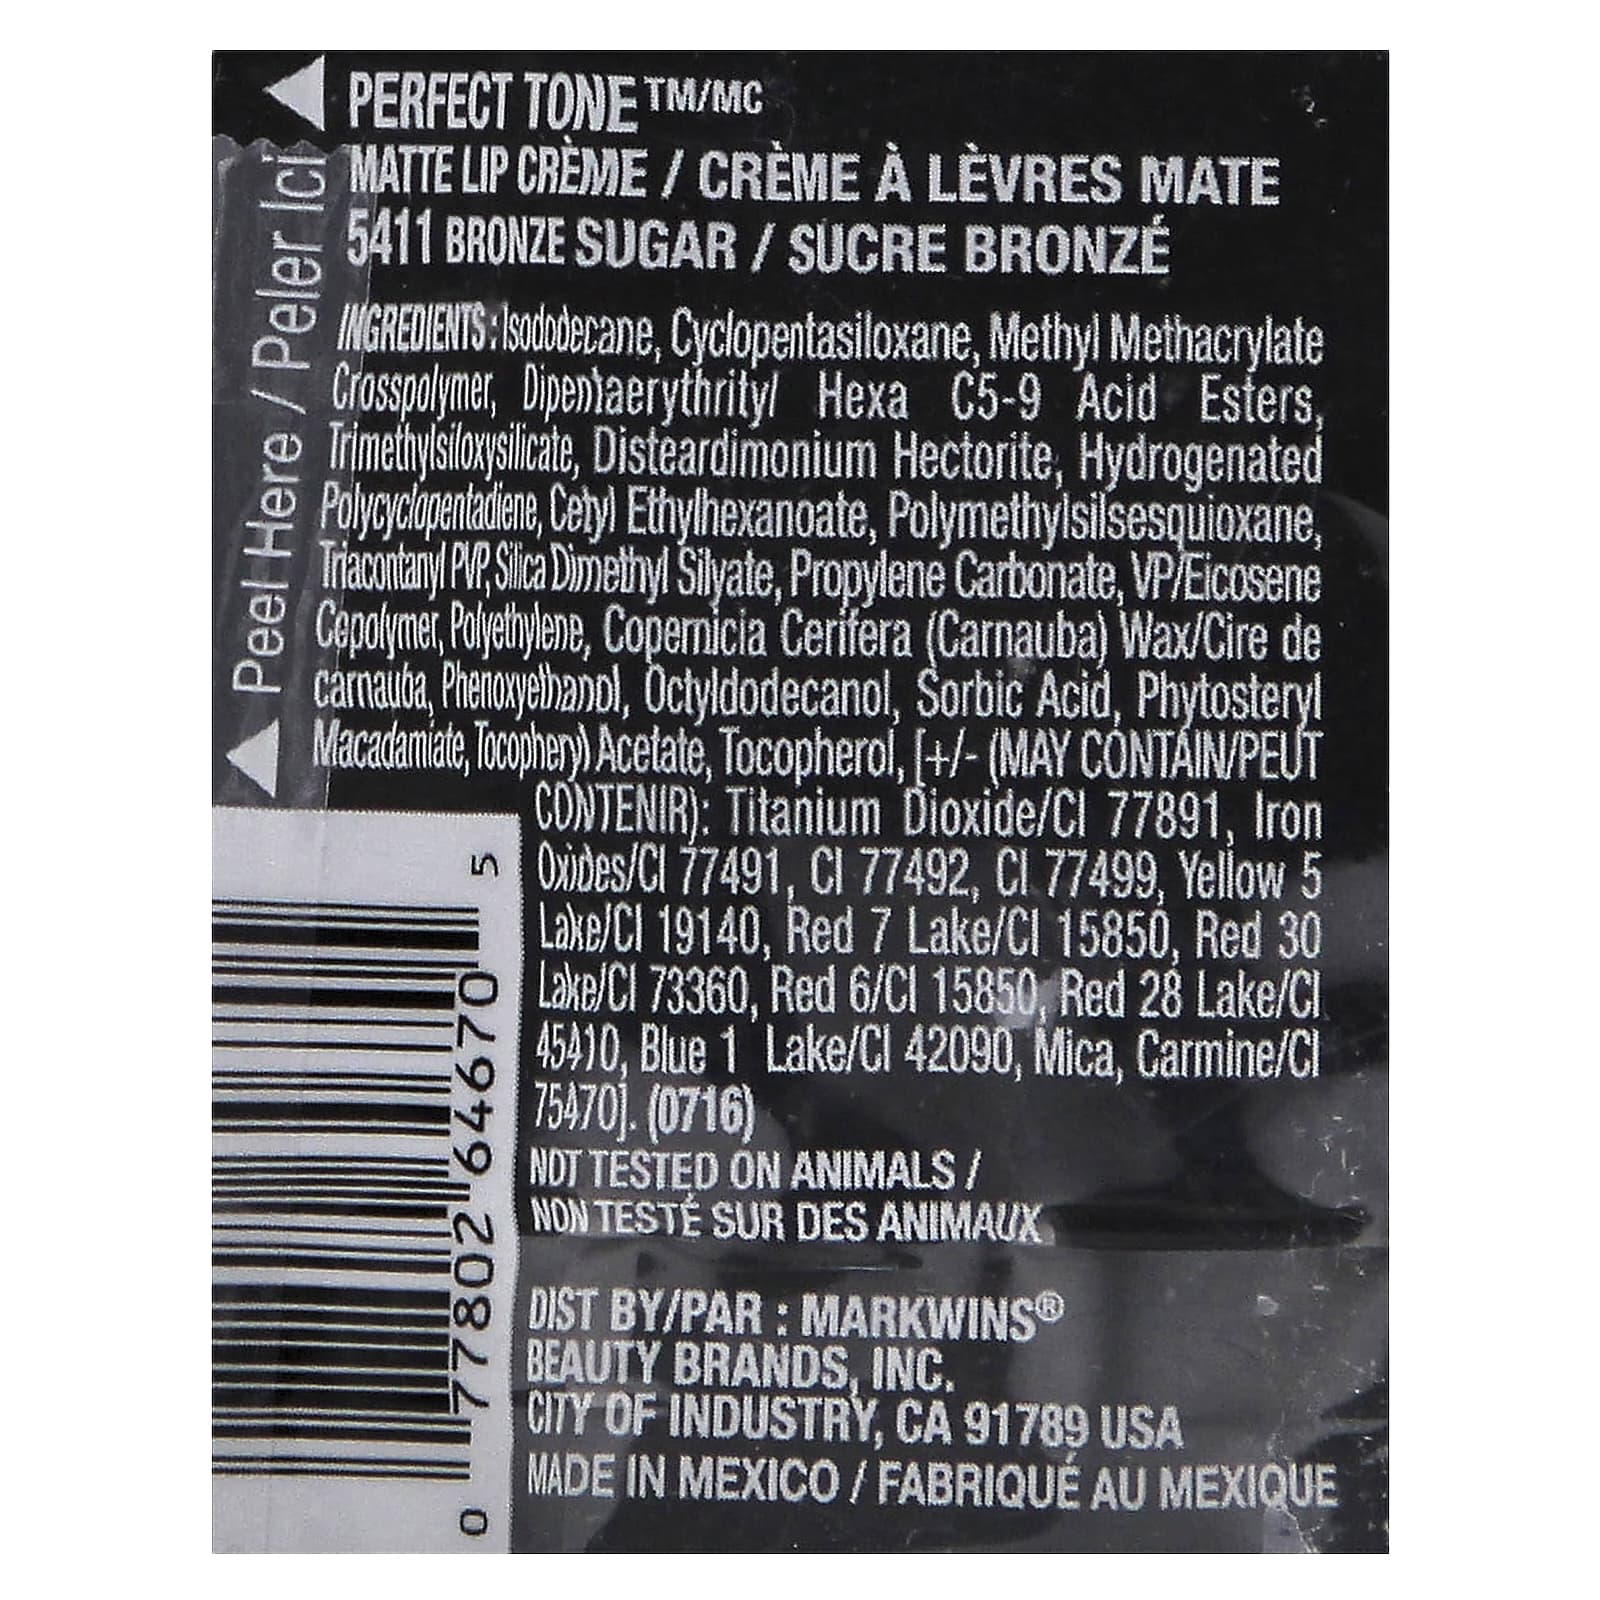 PERFECT TONE TM/MC
MATTE LIP CRÈME / CRÈME À LÈVRES MATE
5411 BRONZE SUGAR / SUCRE BRONZÉ
INGREDIENTS: Isododecane, Cyclopentasiloxane, Methyl Methacrylate
Crosspolymer, Dipentaerythrityl Hexa C5-9 Acid Esters,
Trimethylsiloxysilicate, Disteardimonium Hectorite, Hydrogenated
Polycyclopentadiene, Cetyl Ethylhexanoate, Polymethylsilsesquioxane,
Triacontanyl PVP, Silica Dimethyl Silyate, Propylene Carbonate, VP/Eicosene
Copolymer, Polyethylene, Copernicia Cerifera (Carnauba) Wax/Cire de
carnauba, Phenoxyethanol, Octyldodecanol, Sorbic Acid, Phytosteryl
Macadamiate, Tocopheryl Acetate, Tocopherol, [+/- (MAY CONTAIN/PEUT
CONTENIR): Titanium Dioxide/CI 77891, Iron
Oxides/CI 77491, CI 77492, CI 77499, Yellow 5
Lake/CI 19140, Red 7 Lake/CI 15850, Red 30
Lake/CI 73360, Red 6/CI 15850, Red 28 Lake/CI
45410, Blue 1 Lake/CI 42090, Mica, Carmine/CI
75470]. (0716)
NOT TESTED ON ANIMALS /
NON TESTÉ SUR DES ANIMAUX
DIST BY/PAR : MARKWINS®
BEAUTY BRANDS, INC.
CITY OF INDUSTRY, CA 91789 USA
MADE IN MEXICO / FABRIQUÉ AU MEXIQUE
Peel Here / Peler Ici
0 77802 64670 5